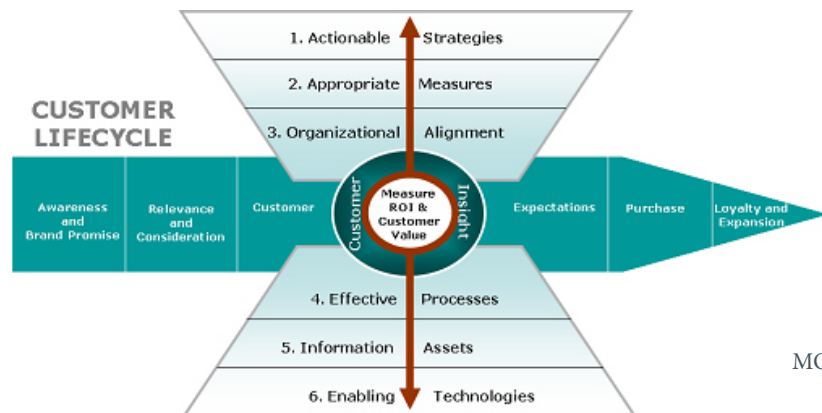 1. Actionable Strategies
2. Appropriate Measures
3. Organizational Alignment
CUSTOMER
LIFECYCLE
Awareness
and
Brand Promise
Relevance
and
Consideration
Customer
Customer
Measure
ROI &
Customer
Value
Insight
Expectations
Purchase
Loyalty and
Expansion
4. Effective Processes
5. Information Assets
6. Enabling Technologies